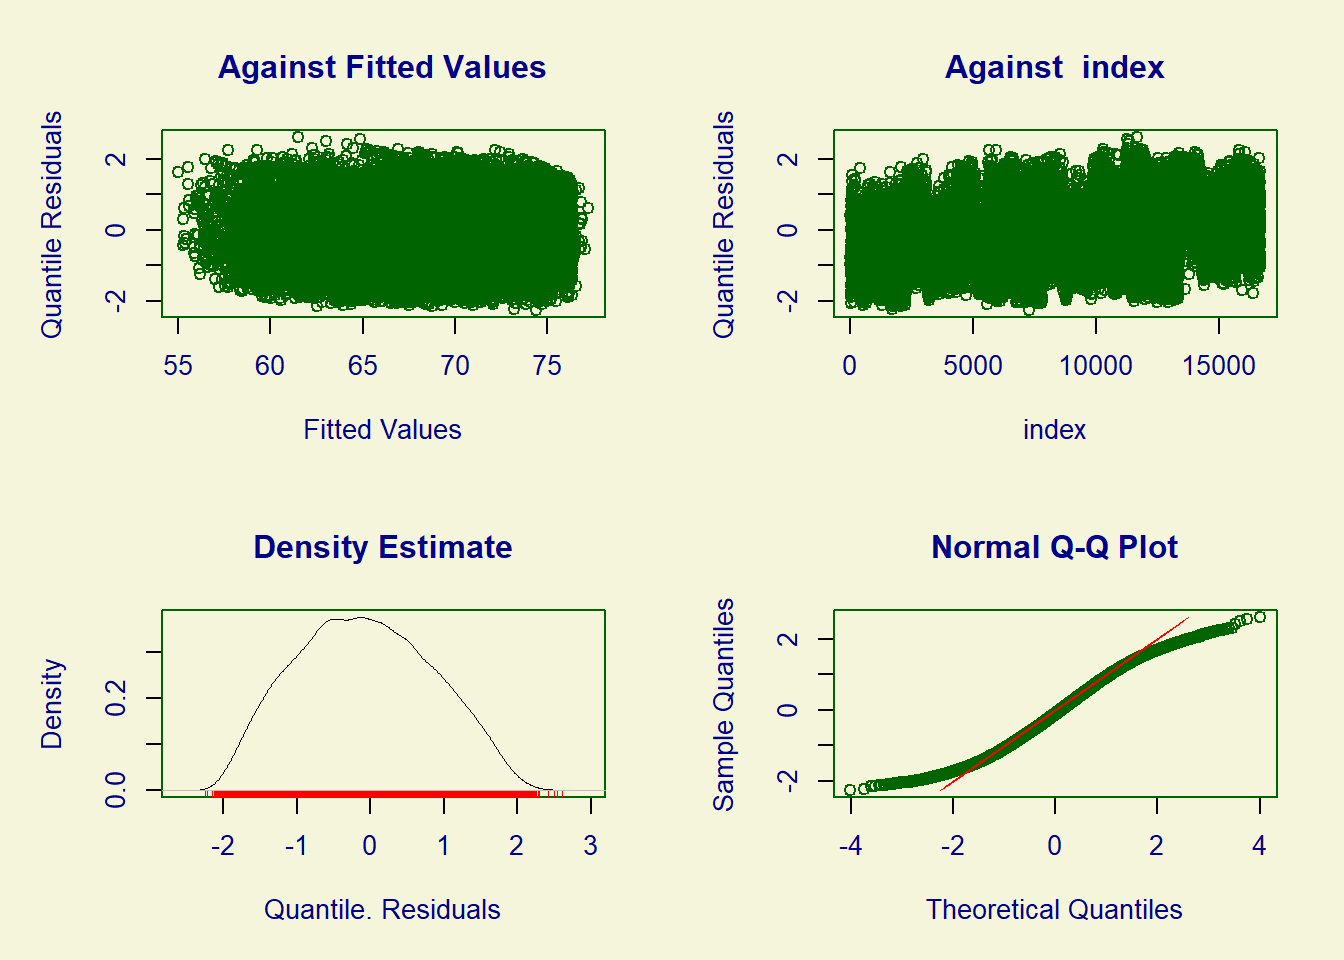 Against Fitted Values
Quantile Residuals
2
0
-2
55 60 65 70 75
Fitted Values
Against  index
Quantile Residuals
2
0
-2
0 5000 10000 15000
index
Density Estimate
Density
0.2
0.0
-2 -1 0 1 2 3
Quantile. Residuals
Normal Q-Q Plot
Sample Quantiles
2
0
-2
-4 -2 0 2 4
Theoretical Quantiles